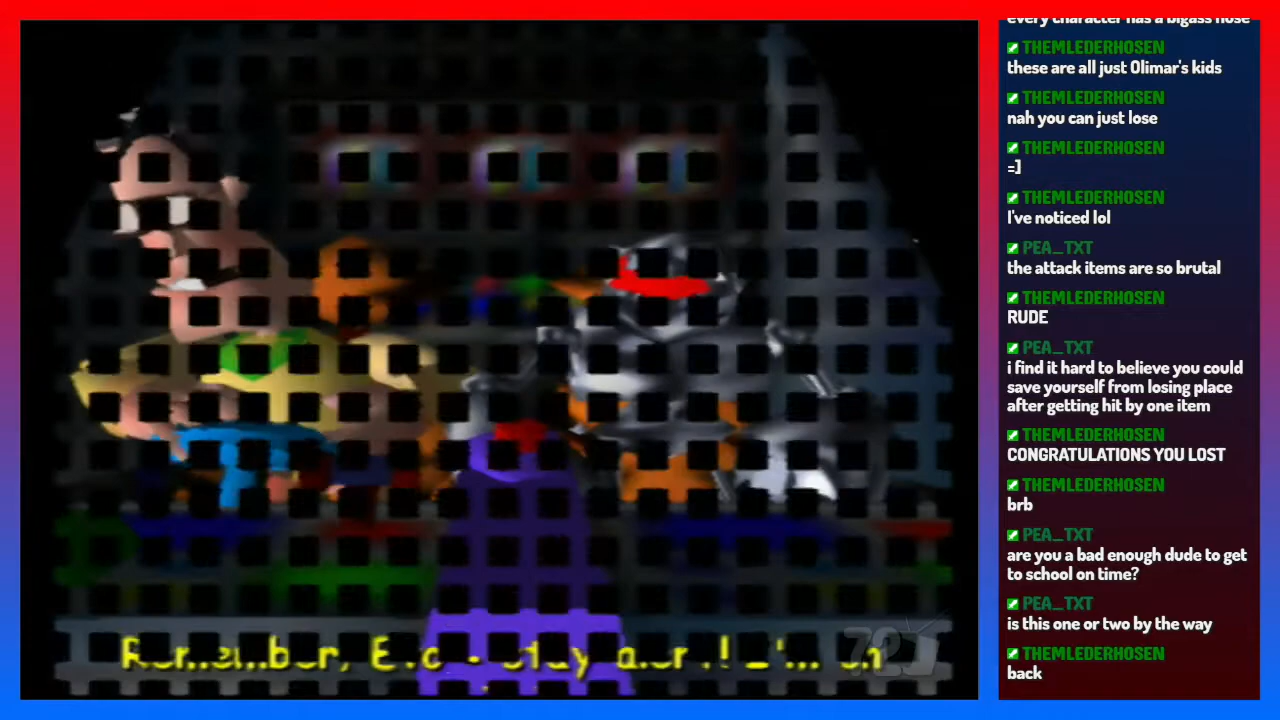 every character has a bigass nose
THEMLEDERHOSEN
these are all just Olimar's kids
THEMLEDERHOSEN
nah you can just lose
THEMLEDERHOSEN
=]
THEMLEDERHOSEN
I've noticed lol
PEA_TXT
the attack items are so brutal
THEMLEDERHOSEN
RUDE
PEA_TXT
i find it hard to believe you could
save yourself from losing place
after getting hit by one item
THEMLEDERHOSEN
CONGRATULATIONS YOU LOST
THEMLEDERHOSEN
brb
PEA_TXT
are you a bad enough dude to get
to school on time?
PEA_TXT
is this one or two by the way
THEMLEDERHOSEN
back
Remember, - stay